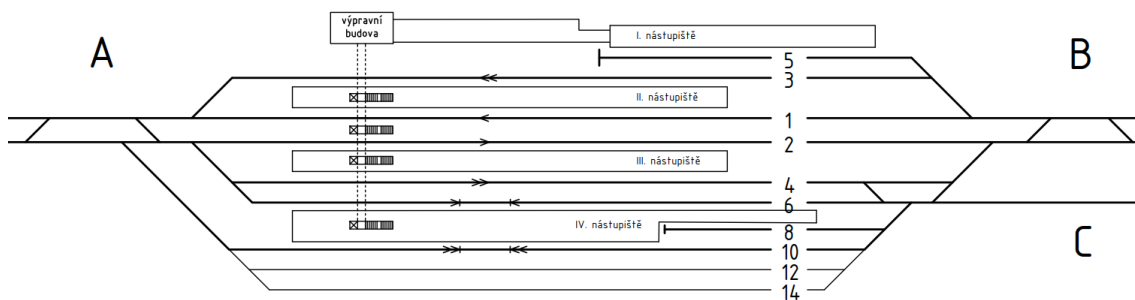 výpravní
budova
I. nástupiště
A
B
5
3
II. nástupiště
1
2
III. nástupiště
4
6
IV. nástupiště
8
C
10
12
14